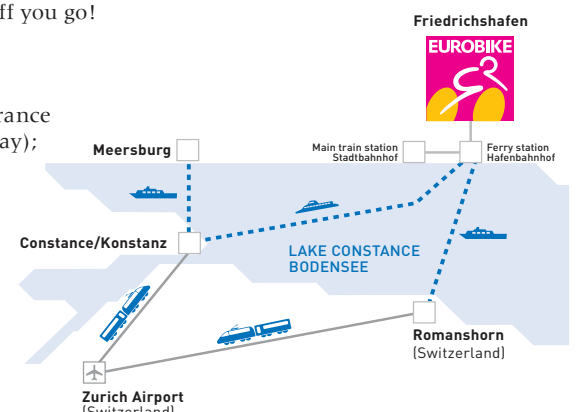 ff you go!
Friedrichshafen
EUROBIKE
rance
ay);
Meersburg
Main train station
Stadtbahnhof
Ferry station
Hafenbahnhof
Constance/Konstanz
LAKE CONSTANCE
BODENSEE
Romanshorn
(Switzerland)
Zurich Airport
(Switzerland)